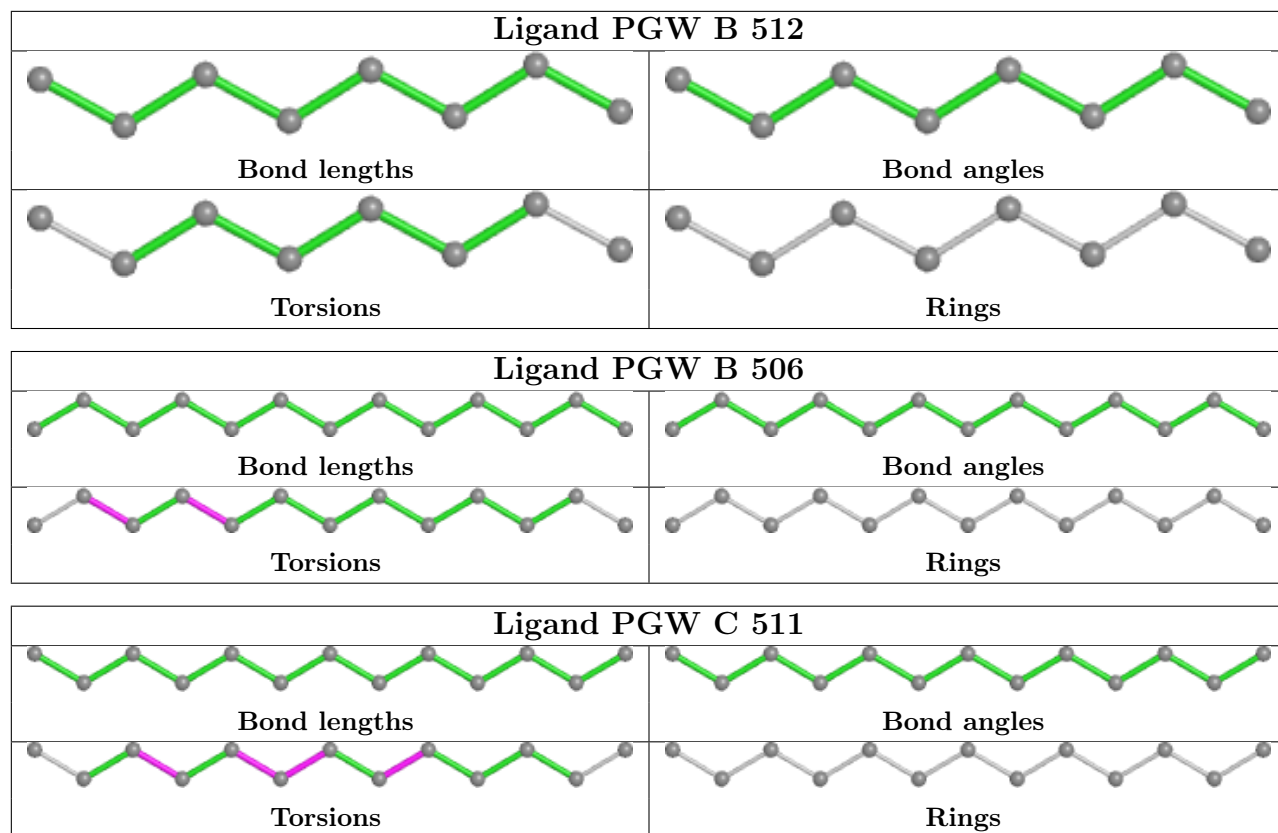 Ligand PGW B 512
Bond lengths
Bond angles
Torsions
Rings
Ligand PGW B 506
Bond lengths
Bond angles
Torsions
Rings
Ligand PGW C 511
Bond lengths
Bond angles
Torsions
Rings